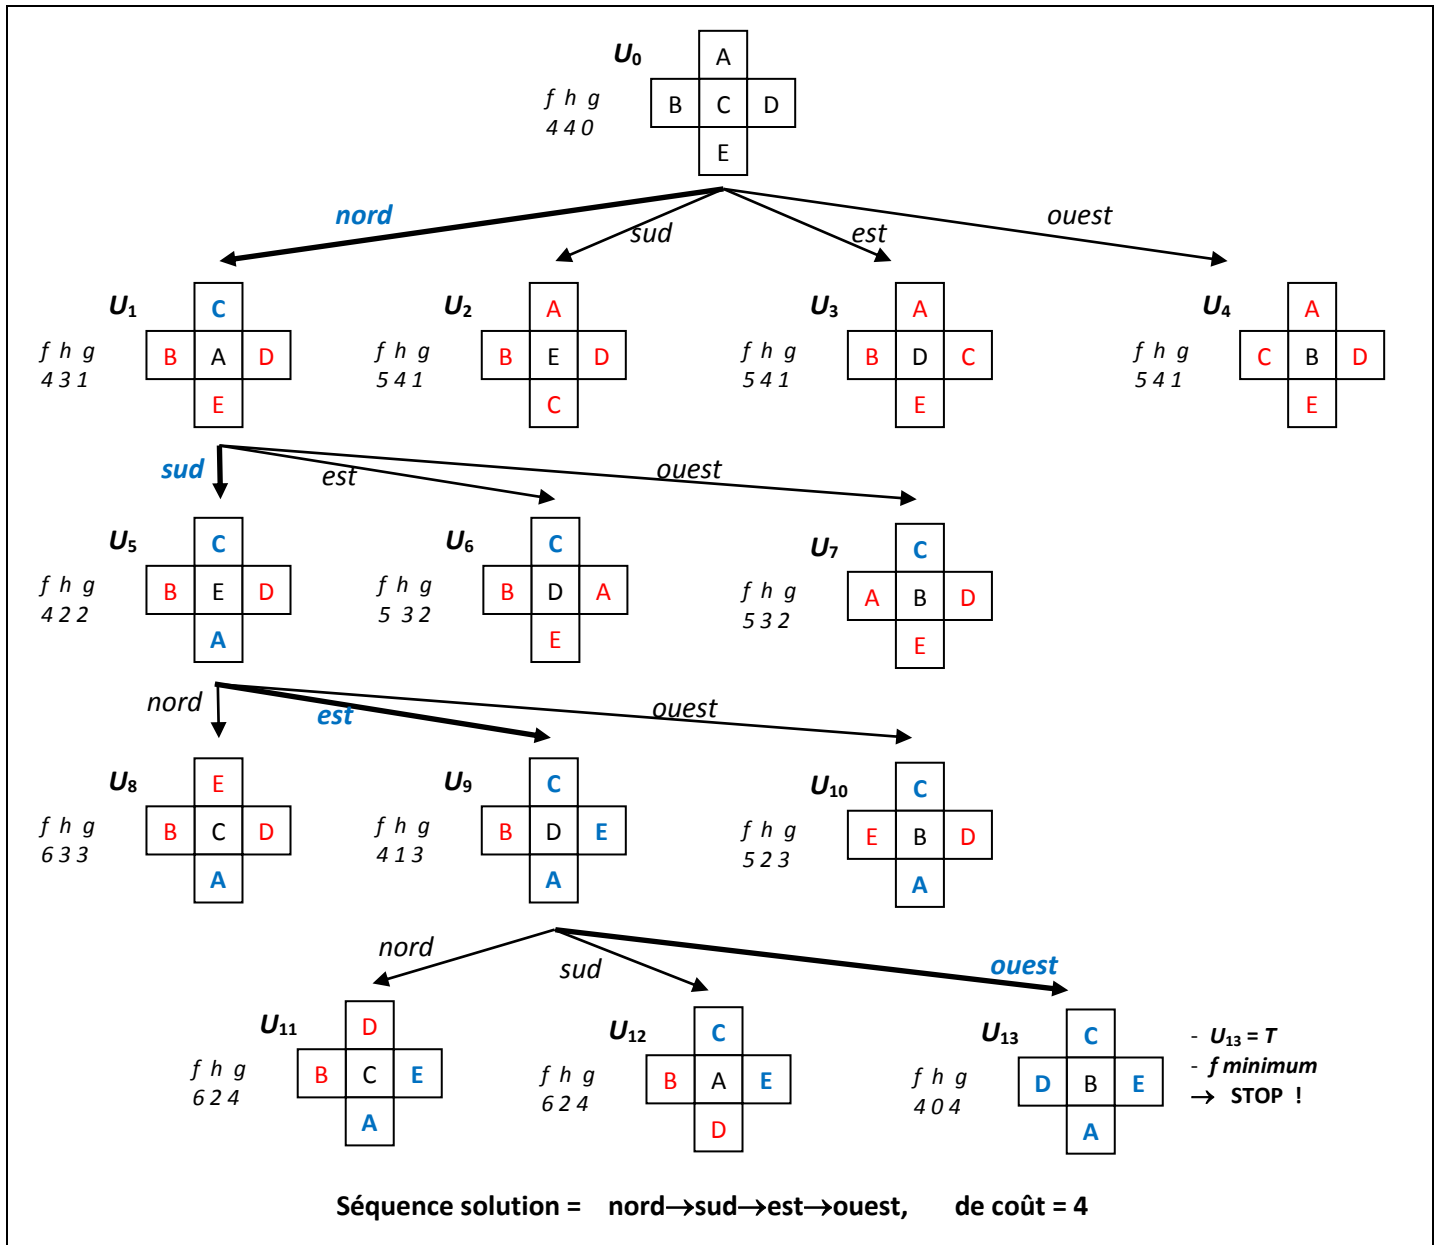 U0
A
f h g
4 4 0
B C D
E
nord
sud
est
ouest
U1
C
U2
A
U3
A
U4
A
f h g
4 3 1
B A D
f h g
5 4 1
B E D
f h g
5 4 1
B D C
f h g
5 4 1
C B D
E
C
E
E
sud
est
ouest
U5
C
U6
C
U7
C
f h g
4 2 2
B E D
f h g
5 3 2
B D A
f h g
5 3 2
A B D
A
E
E
nord
est
ouest
U8
E
U9
C
U10
C
f h g
6 3 3
B C D
f h g
4 1 3
B D E
f h g
5 2 3
E B D
A
A
A
nord
sud
ouest
U11
D
U12
C
U13
C
- U13 = T
f h g
6 2 4
B C E
f h g
6 2 4
B A E
f h g
4 0 4
D B E
- f minimum
→ STOP !
A
D
A
Séquence solution = nord→sud→est→ouest, de coût = 4